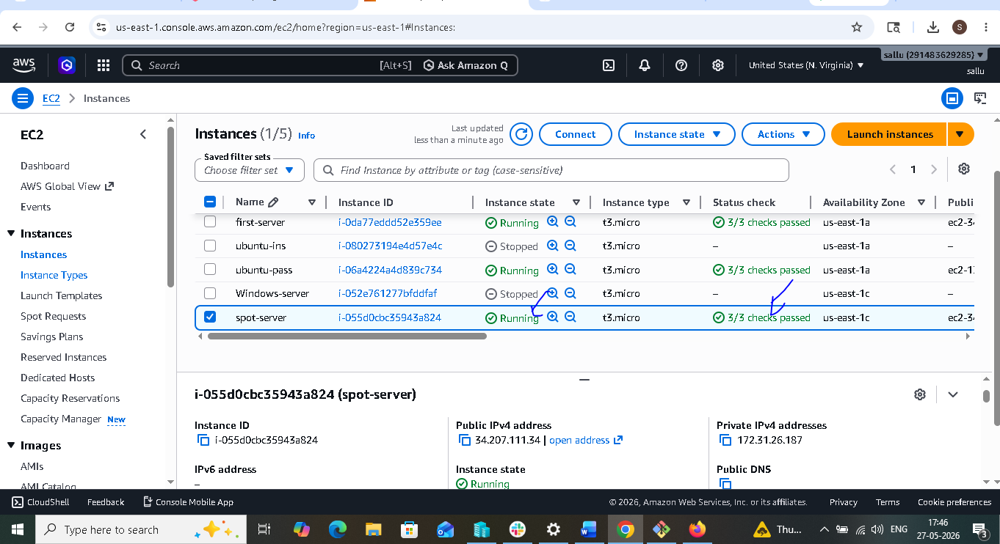 us-east-1.console.aws.amazon.com/ec2/home?region=us-east-1#Instances:
S
aws
Search
[Alt+S]
Ask Amazon Q
United States (N. Virginia)
sallu (291483629285)
sallu
EC2
Instances
EC2
Dashboard
AWS Global View
Events
Instances
Instances
Instance Types
Launch Templates
Spot Requests
Savings Plans
Reserved Instances
Dedicated Hosts
Capacity Reservations
Capacity Manager New
Images
AMIs
AMI Catalog
Instances (1/5) Info
Last updated
less than a minute ago
Connect
Instance state
Actions
Launch instances
Saved filter sets
Choose filter set
Find Instance by attribute or tag (case-sensitive)
1
Name Instance ID Instance state Instance type Status check Availability Zone Publi
first-server i-0da77eddd52e359ee Running t3.micro 3/3 checks passed us-east-1a ec2-34
ubuntu-ins i-080273194e4d57e4c Stopped t3.micro – us-east-1a –
ubuntu-pass i-06a4224a4d839c734 Running t3.micro 3/3 checks passed us-east-1a ec2-1
Windows-server i-052e761277bfddfaf Stopped t3.micro – us-east-1c –
spot-server i-055d0cbc35943a824 Running t3.micro 3/3 checks passed us-east-1c ec2-34
i-055d0cbc35943a824 (spot-server)
Instance ID
i-055d0cbc35943a824
Public IPv4 address
34.207.111.34 | open address
Private IPv4 addresses
172.31.26.187
IPv6 address
–
Instance state
Running
Public DNS
CloudShell Feedback Console Mobile App
© 2026, Amazon Web Services, Inc. or its affiliates. Privacy Terms Cookie preferences
Type here to search
Thu...
ENG
17:46
27-05-2026
3